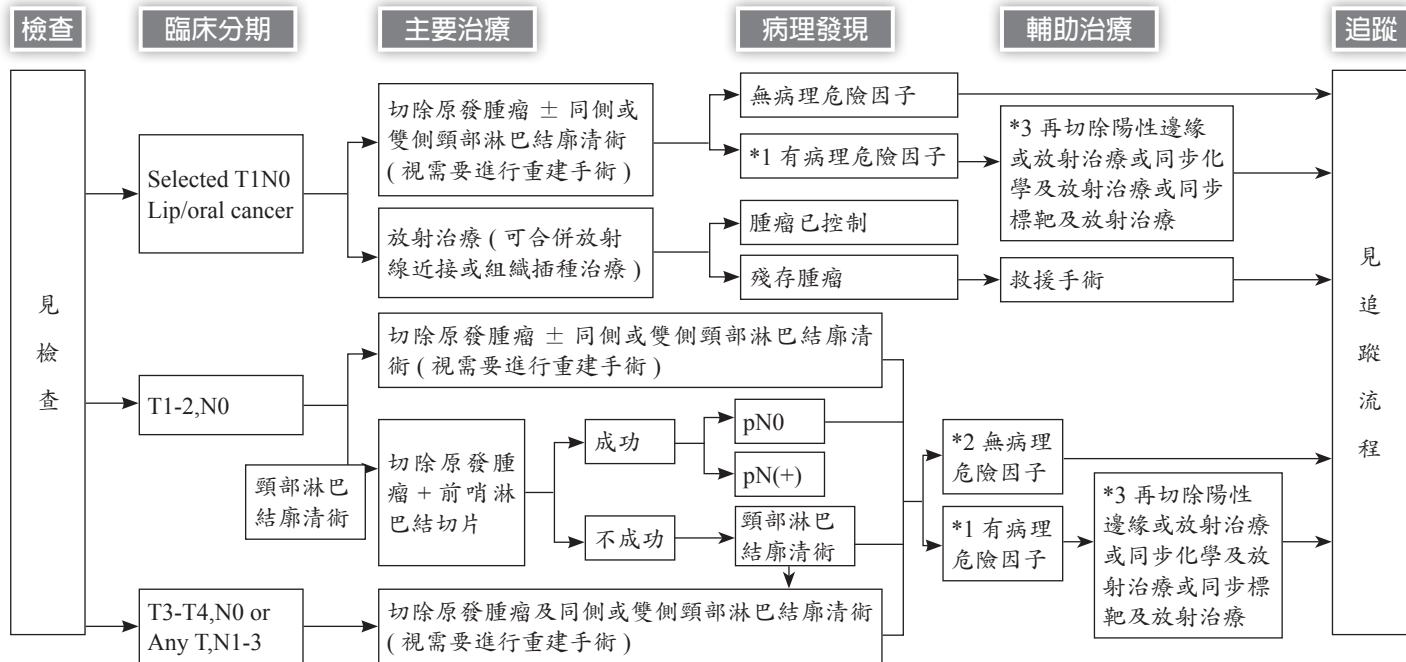 檢查
臨床分期
主要治療
病理發現
輔助治療
追蹤
見
檢
查
Selected T1N0
Lip/oral cancer
切除原發腫瘤 ± 同側或
雙側頸部淋巴結廓清術
( 視需要進行重建手術 )
無病理危險因子
*1 有病理危險因子
*3 再切除陽性邊緣
或放射治療或同步化
學及放射治療或同步
標靶及放射治療
放射治療 ( 可合併放射
線近接或組織插種治療 )
腫瘤已控制
殘存腫瘤
救援手術
T1-2,N0
切除原發腫瘤 ± 同側或雙側頸部淋巴結廓清
術 ( 視需要進行重建手術 )
頸部淋巴
結廓清術
切除原發腫
瘤 + 前哨淋
巴結切片
成功
pN0
pN(+)
不成功
頸部淋巴
結廓清術
*2 無病理
危險因子
*1 有病理
危險因子
*3 再切除陽性
邊緣或放射治療
或同步化學及放
射治療或同步標
靶及放射治療
T3-T4,N0 or
Any T,N1-3
切除原發腫瘤及同側或雙側頸部淋巴結廓清術
( 視需要進行重建手術 )
見
追
蹤
流
程